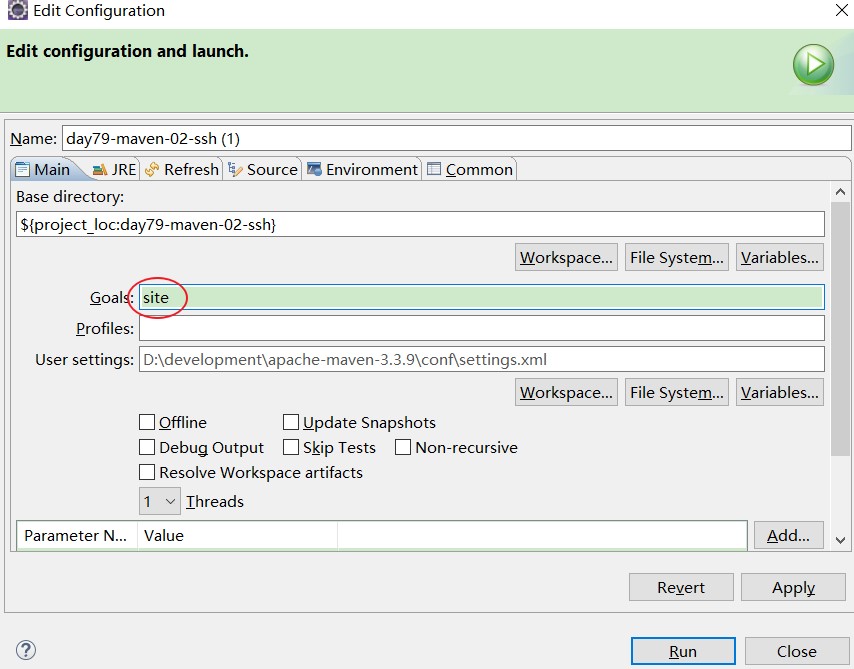 Edit Configuration
Edit configuration and launch.
Name: day79-maven-02-ssh (1)
Main JRE Refresh Source Environment Common
Base directory:
${project_loc:day79-maven-02-ssh}
Workspace... File System... Variables...
Goals: site
Profiles:
User settings: D:\development\apache-maven-3.3.9\conf\settings.xml
Workspace... File System... Variables...
Offline Update Snapshots
Debug Output Skip Tests Non-recursive
Resolve Workspace artifacts
1 Threads
Parameter N... Value Add...
Revert Apply
? Run Close